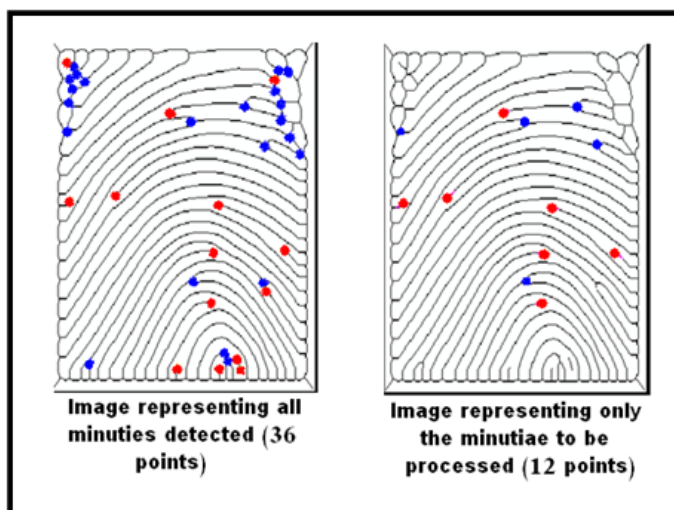 Image representing all
minuties detected (36
points)
Image representing only
the minutiae to be
processed (12 points)